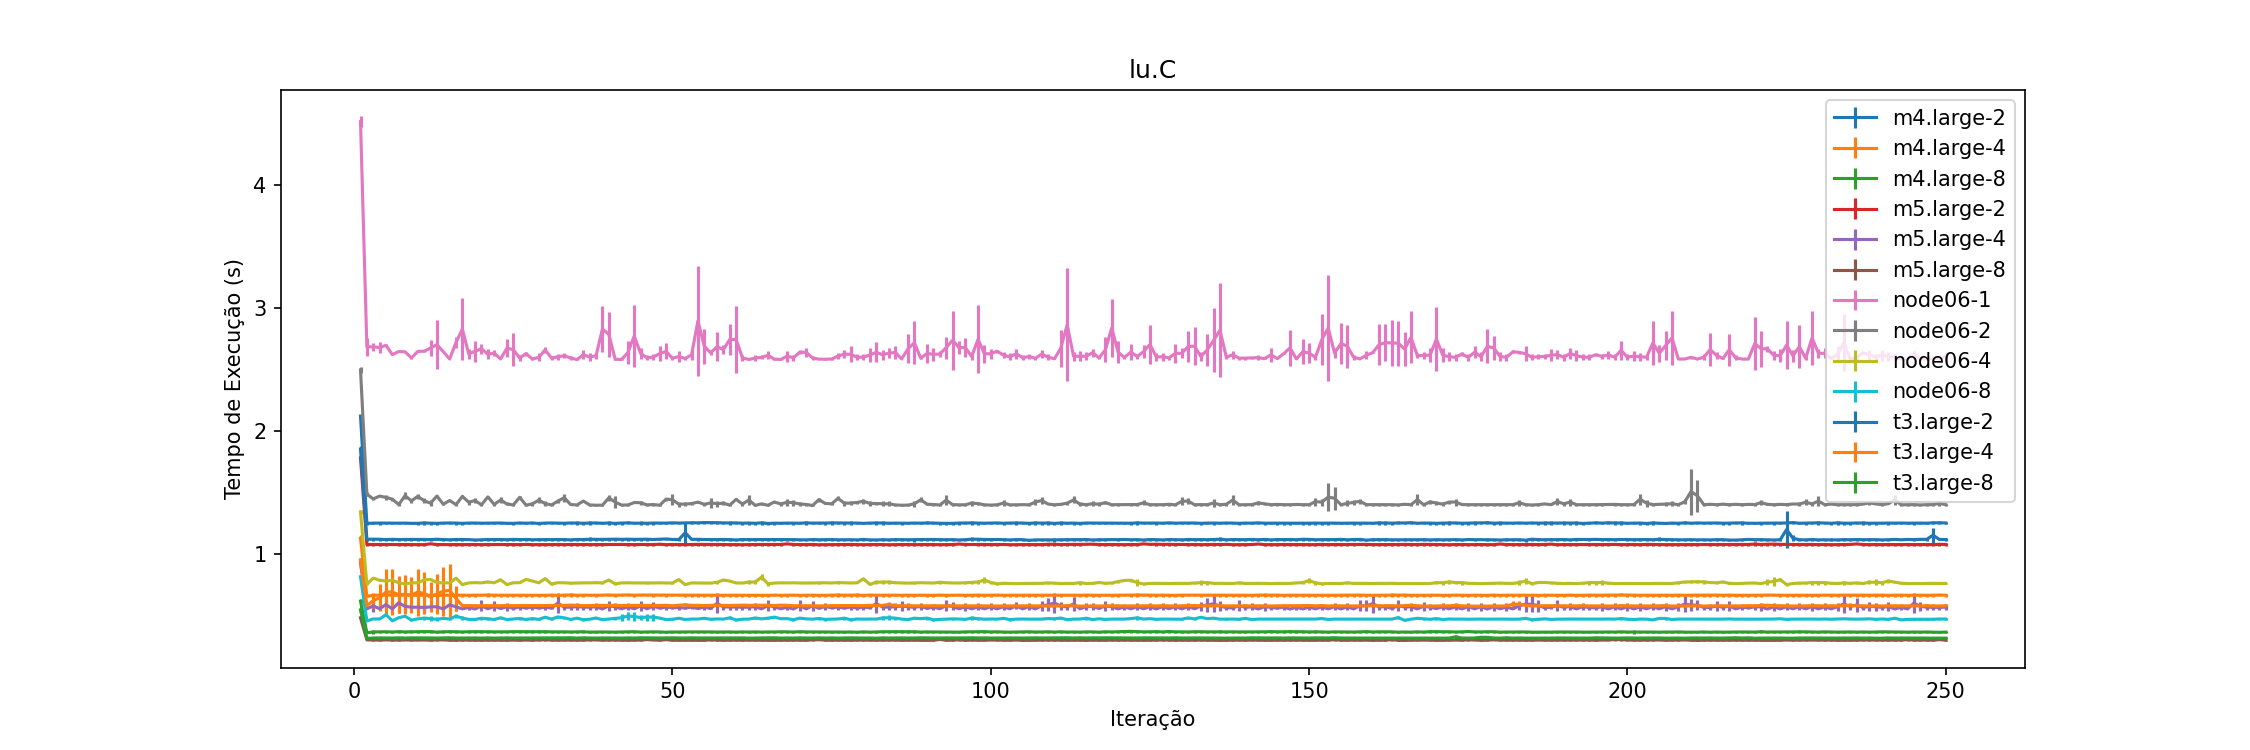 lu.C
Tempo de Execução (s)
4
3
2
1
0
50
100
150
200
250
Iteração
m4.large-2
m4.large-4
m4.large-8
m5.large-2
m5.large-4
m5.large-8
node06-1
node06-2
node06-4
node06-8
t3.large-2
t3.large-4
t3.large-8